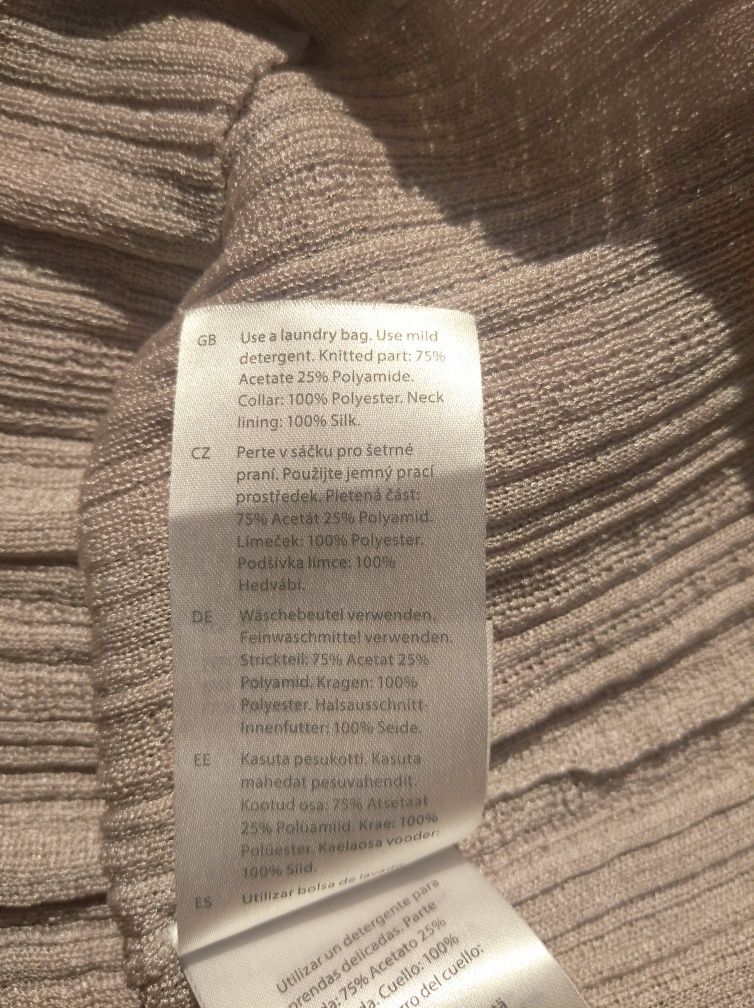 GB Use a laundry bag. Use mild
detergent. Knitted part: 75%
Acetate 25% Polyamide.
Collar: 100% Polyester. Neck
lining: 100% Silk.
CZ Perte v sáčku pro šetrné
praní. Použijte jemný prací
prostředek. Pletená část:
75% Acetát 25% Polyamid.
Límeček: 100% Polyester.
Podšívka límce: 100%
Hedvábí.
DE Wäschebeutel verwenden.
Feinwaschmittel verwenden.
Strickteil: 75% Acetat 25%
Polyamid. Kragen: 100%
Polyester. Halsausschnitt-
Innenfutter: 100% Seide.
EE Kasuta pesukotti. Kasuta
mahedat pesuvahendit.
Kootud osa: 75% Atsetaat
25% Polüamiid. Krae: 100%
Polüester. Kaelaosa vooder:
100% Siid.
ES Utilizar bolsa de
Utilizar un detergente para
prendas delicadas. Parte
75% Acetato 25%
Cuello: 100%
del cuello: